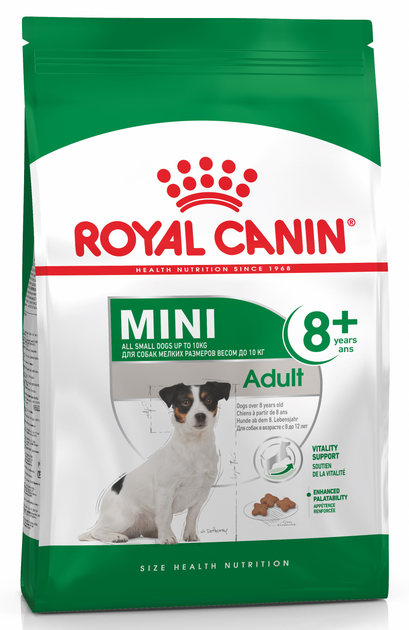 ROYAL CANIN®
HEALTH NUTRITION SINCE 1968
MINI
ALL SMALL DOGS UP TO 10KG
ДЛЯ СОБАК МЕЛКИХ РАЗМЕРОВ ВЕСОМ ДО 10 КГ
8+
years
ans
Adult
Dogs over 8 years old
Chiens à partir de 8 ans
Hunde ab dem 8. Lebensjahr
Для собак в возрасте с 8 до 12 лет
VITALITY
SUPPORT
SOUTIEN
DE LA VITALITÉ
ENHANCED
PALATABILITY
APPÉTENCE
RENFORCÉE
SIZE HEALTH NUTRITION